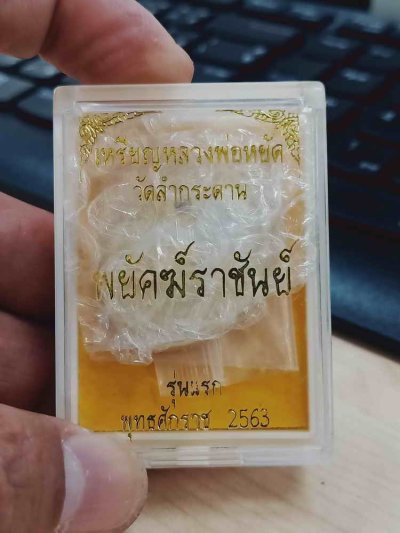 เหรียญหลวงพ่อหยัด
วัดลำกระดาน
พยัคฆ์ราชันย์
รุ่นแรก
พุทธศักราช 2563